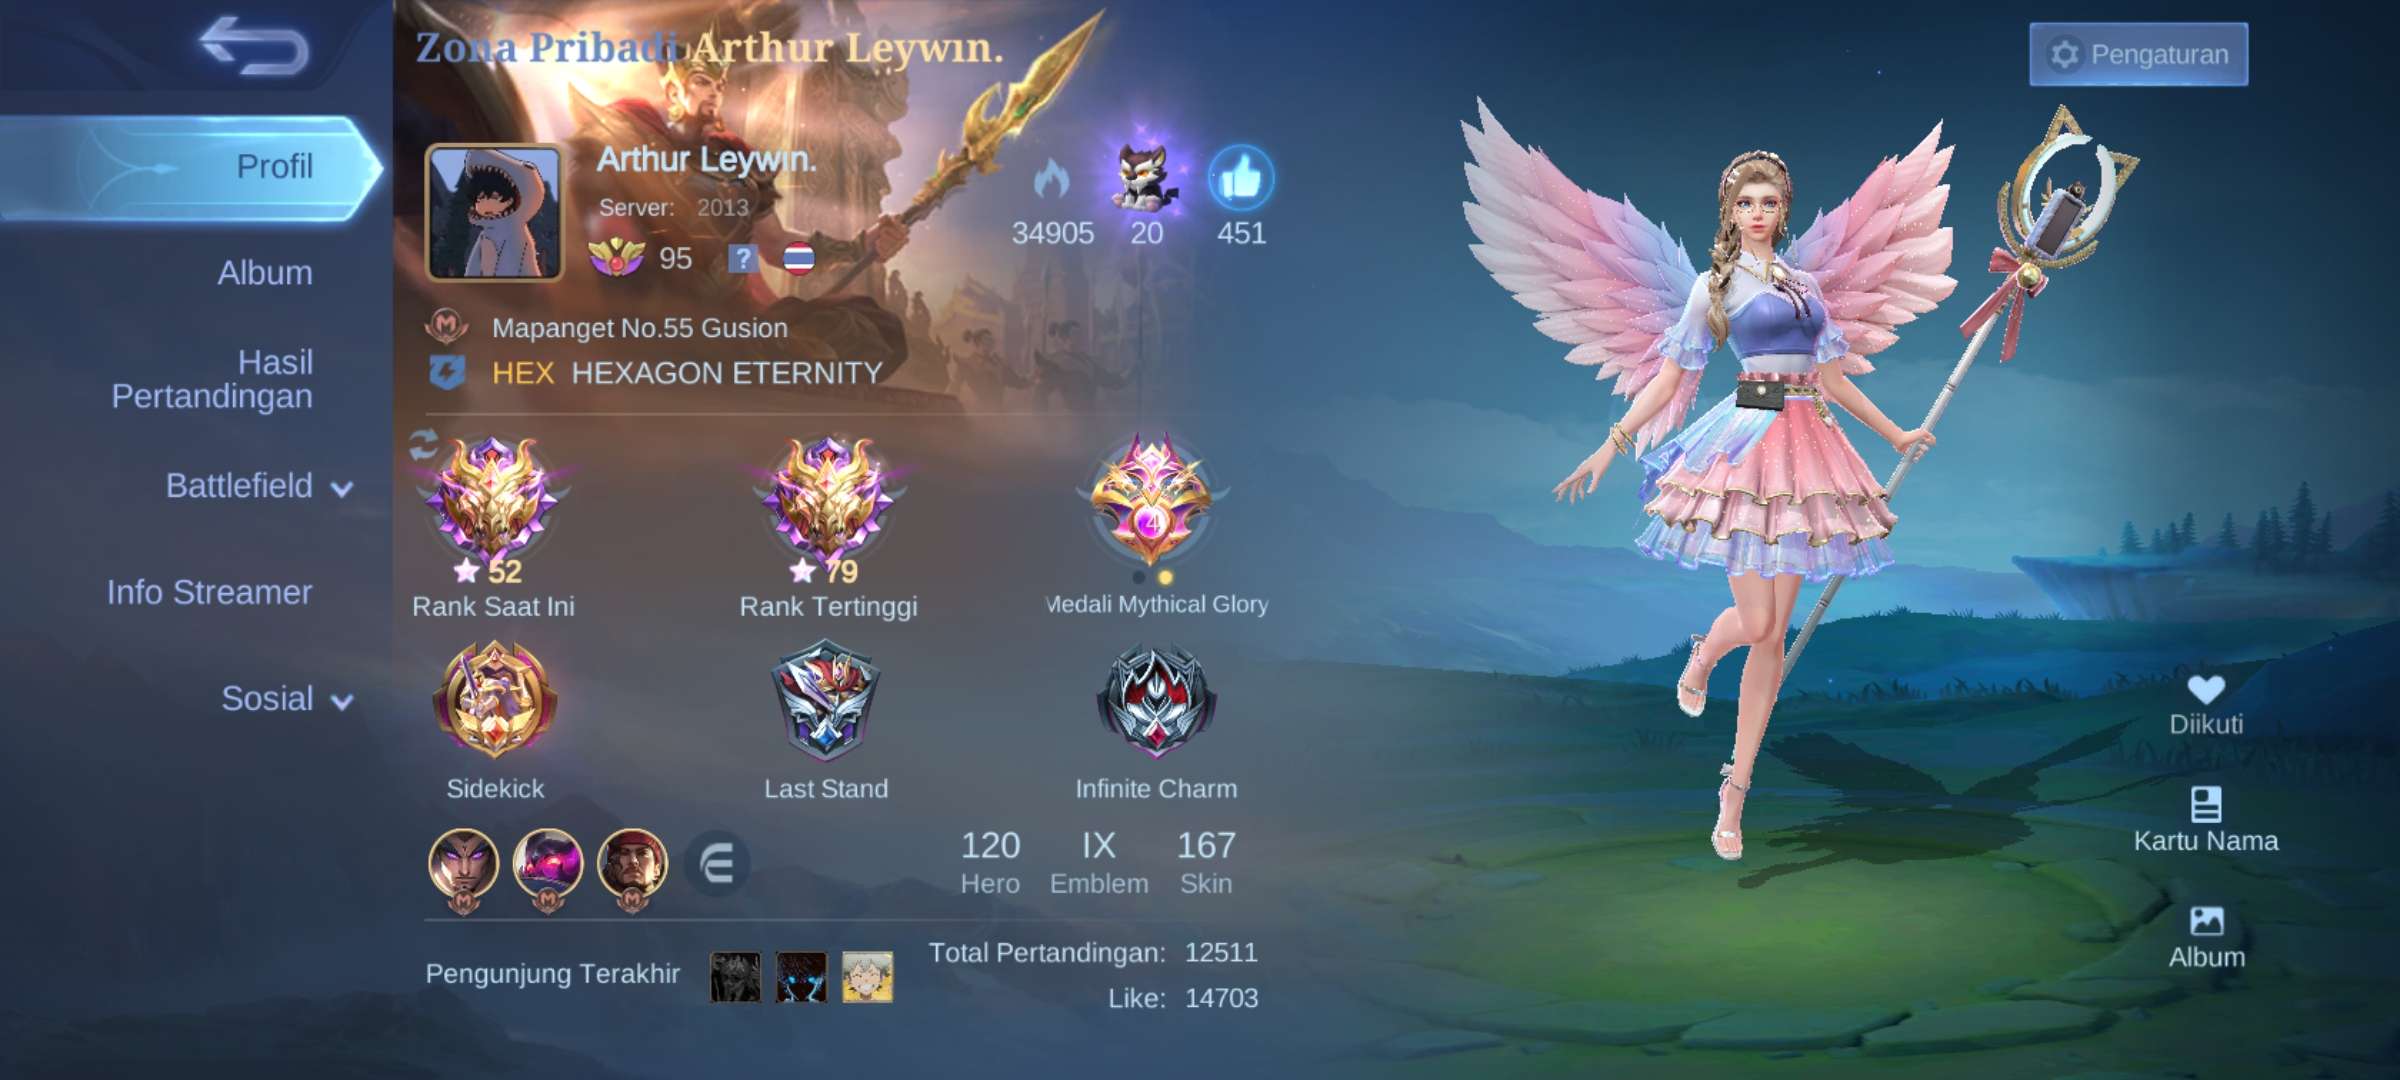 Zona Pribadi Arthur Leywın.
Pengaturan
Profil
Album
Hasil
Pertandingan
Battlefield
Info Streamer
Sosial
Arthur Leywın.
Server: 2013
95
?
34905
20
451
Mapanget No.55 Gusion
HEX HEXAGON ETERNITY
52
Rank Saat Ini
79
Rank Tertinggi
4
Medali Mythical Glory
Sidekick
Last Stand
Infinite Charm
120
Hero
IX
Emblem
167
Skin
Pengunjung Terakhir
Total Pertandingan: 12511
Like: 14703
Diikuti
Kartu Nama
Album